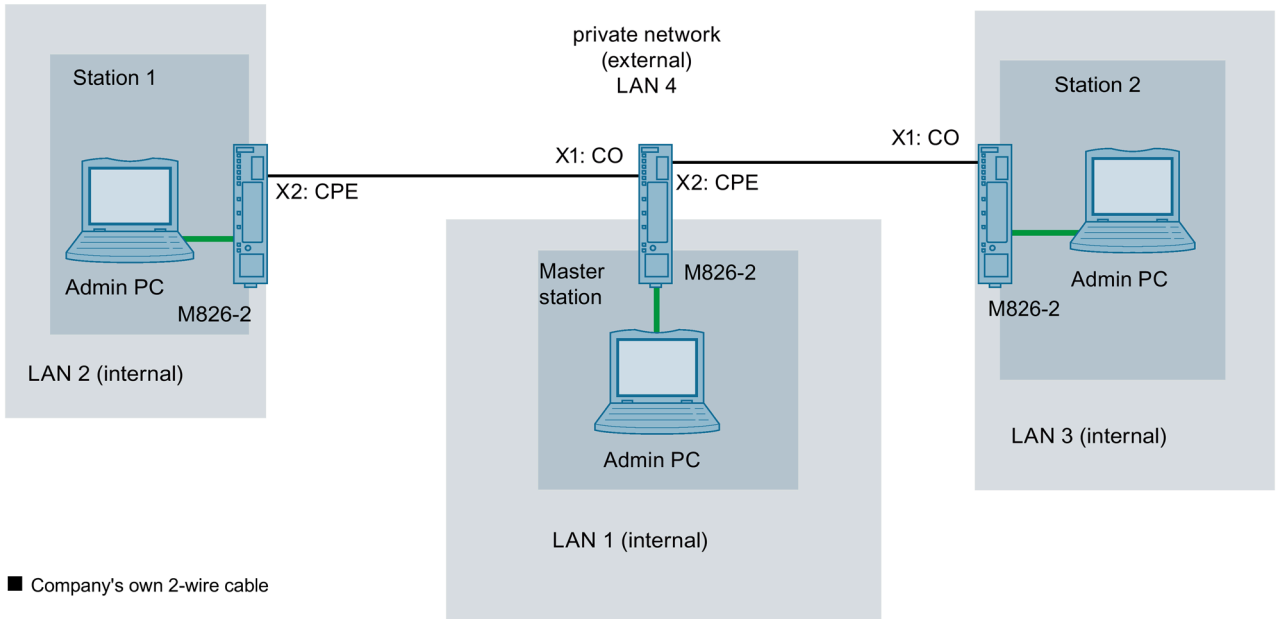 private network
(external)
LAN 4
Station 1
Station 2
X1: CO
X1: CO
X2: CPE
X2: CPE
Admin PC
M826-2
Master
station
M826-2
Admin PC
M826-2
LAN 2 (internal)
Admin PC
LAN 3 (internal)
LAN 1 (internal)
Company's own 2-wire cable